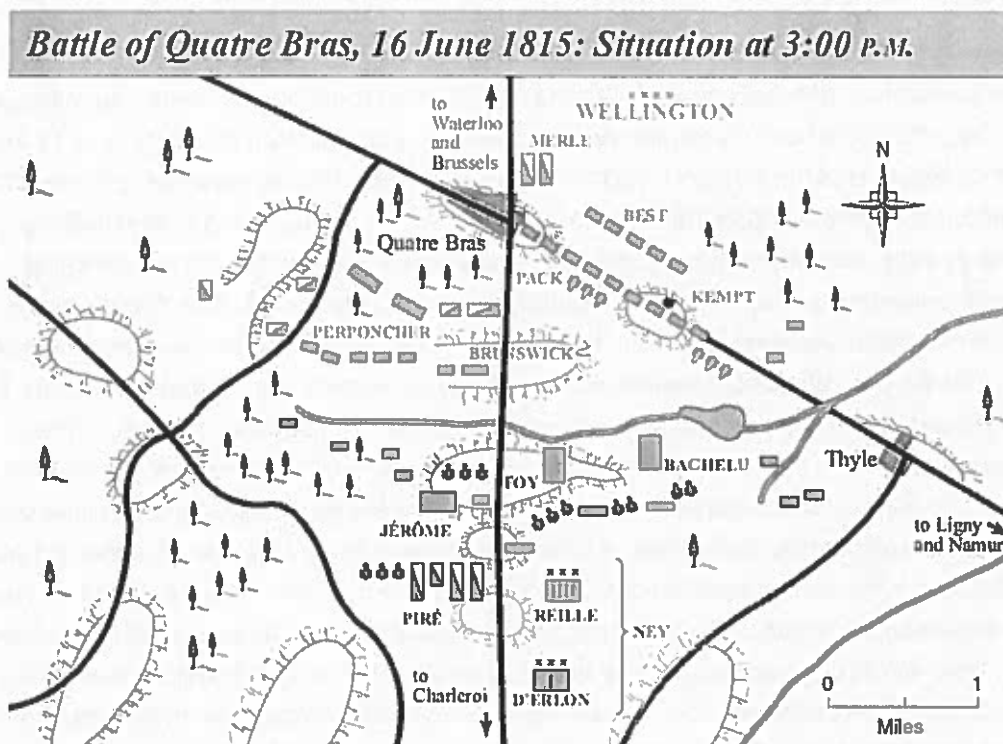 Battle of Quatre Bras, 16 June 1815: Situation at 3:00 P.M.
to
Waterloo
and
Brussels
WELLINGTON
MERLE
N
BEST
Quatre Bras
PACK
KEMPT
PERPONCHER
BRUNSWICK
FOY
BACHELU
Thyle
JÉRÔME
to Ligny
and Namur
xxx
PIRÉ
REILLE
NEY
xxx
to
Charleroi
D'ERLON
0 1
Miles